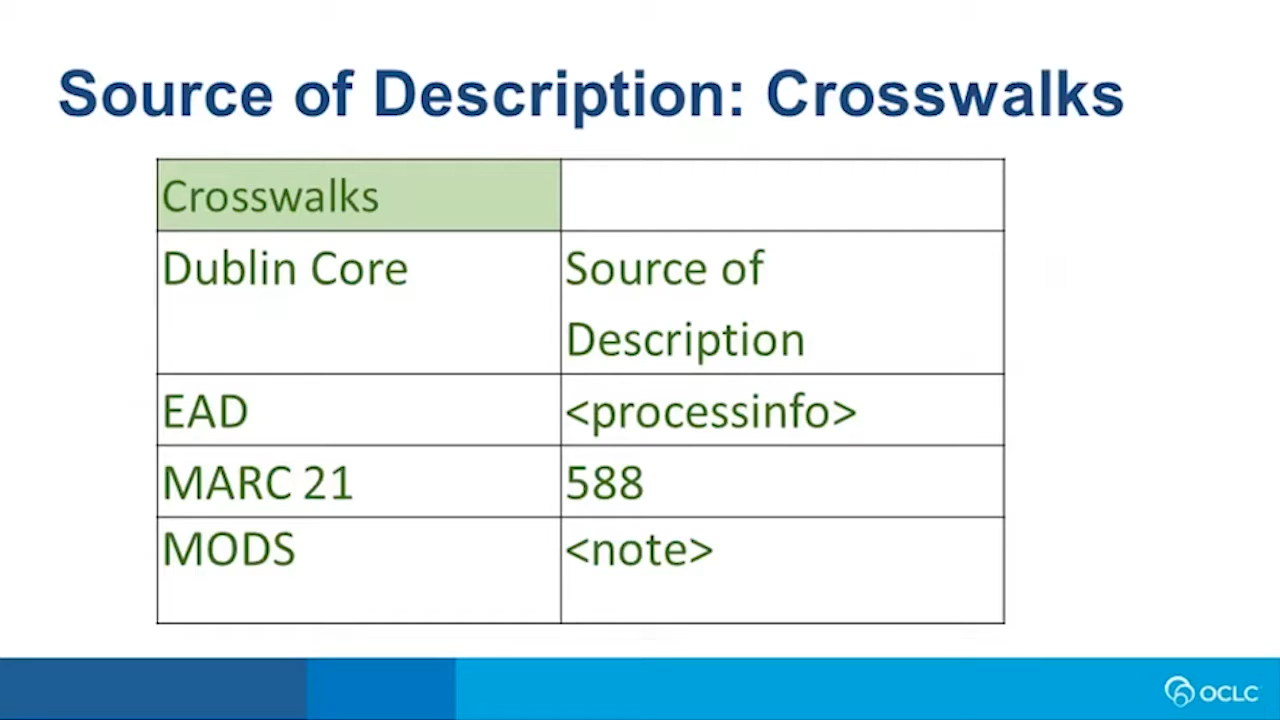 Source of Description: Crosswalks
Crosswalks
Dublin Core
Source of
Description
EAD
<processinfo>
MARC 21
588
MODS
<note>
OCLC